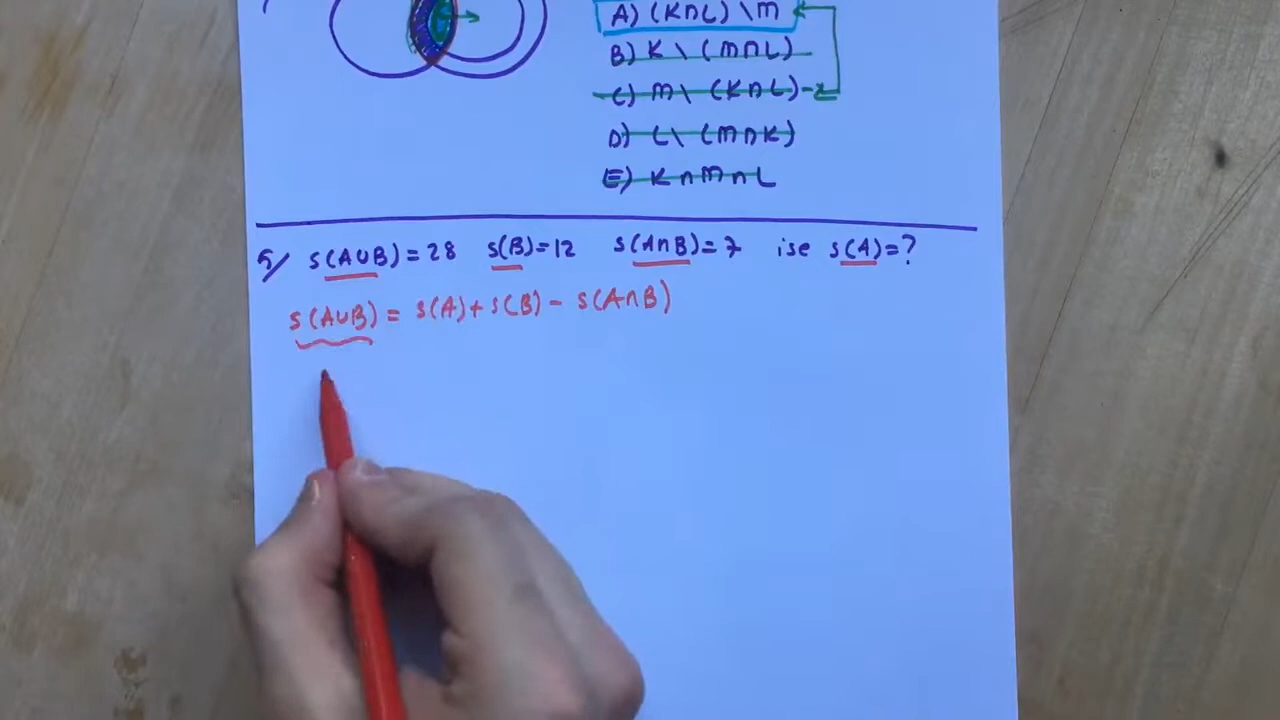 A) (K∩L) \ M
B) K \ (M∩L)
C) M \ (K∩L)
D) L \ (M∩K)
E) K∩M∩L
5/ s(A∪B)=28 s(B)=12 s(A∩B)=7 ise s(A)=?
s(A∪B) = s(A)+s(B)- s(A∩B)